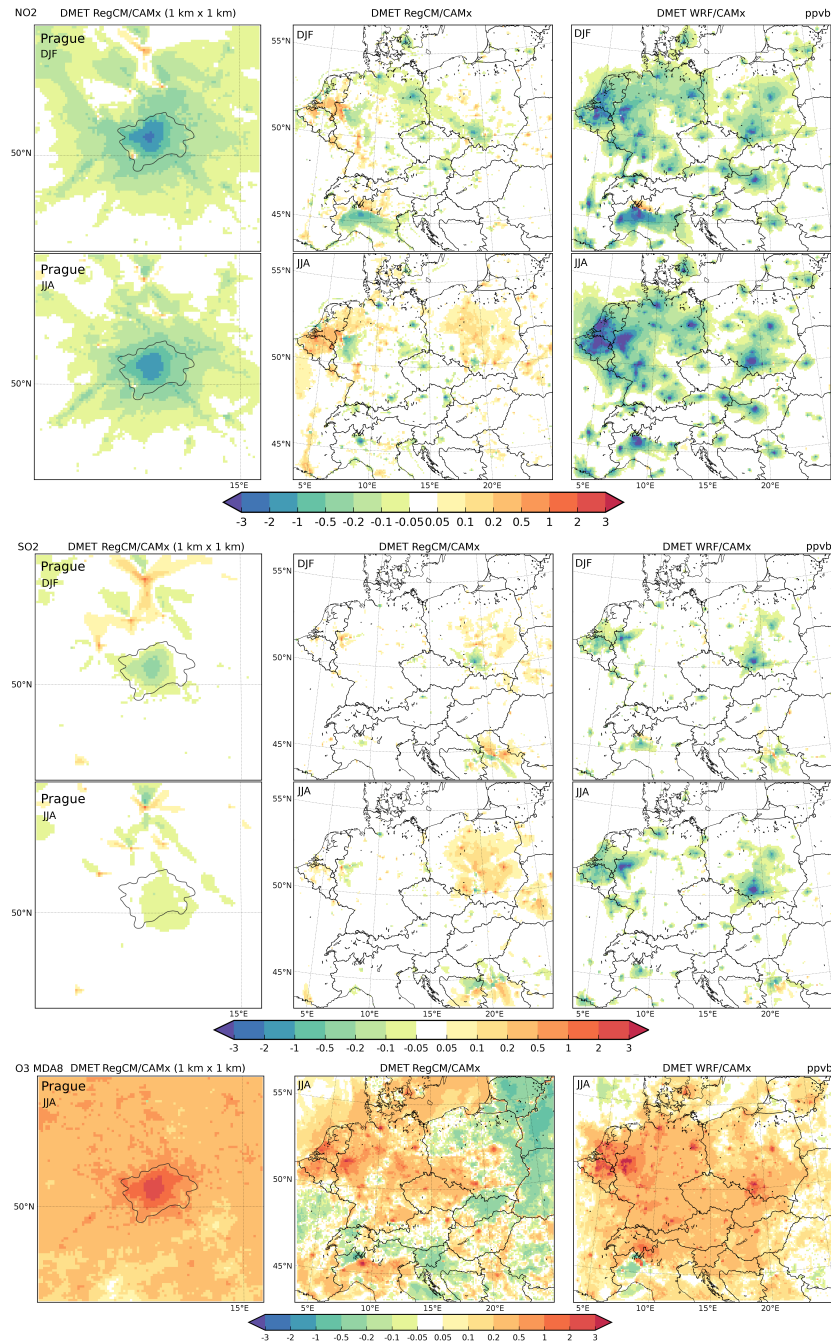 NO2 DMET RegCM/CAMx (1 km x 1 km) DMET RegCM/CAMx DMET WRF/CAMx ppvb
Prague
DJF
50°N
DJF
55°N
50°N
45°N
DJF
Prague
JJA
50°N
15°E
JJA
55°N
50°N
45°N
5°E 10°E 15°E 20°E
JJA
5°E 10°E 15°E 20°E
-3 -2 -1 -0.5 -0.2 -0.1 -0.05 0.05 0.1 0.2 0.5 1 2 3
SO2 DMET RegCM/CAMx (1 km x 1 km) DMET RegCM/CAMx DMET WRF/CAMx ppvb
Prague
DJF
50°N
DJF
55°N
50°N
45°N
DJF
Prague
JJA
50°N
15°E
JJA
55°N
50°N
45°N
5°E 10°E 15°E 20°E
JJA
5°E 10°E 15°E 20°E
-3 -2 -1 -0.5 -0.2 -0.1 -0.05 0.05 0.1 0.2 0.5 1 2 3
O3 MDA8 DMET RegCM/CAMx (1 km x 1 km) DMET RegCM/CAMx DMET WRF/CAMx ppvb
Prague
JJA
50°N
15°E
JJA
55°N
50°N
45°N
5°E 10°E 15°E 20°E
JJA
5°E 10°E 15°E 20°E
-3 -2 -1 -0.5 -0.2 -0.1 -0.05 0.05 0.1 0.2 0.5 1 2 3